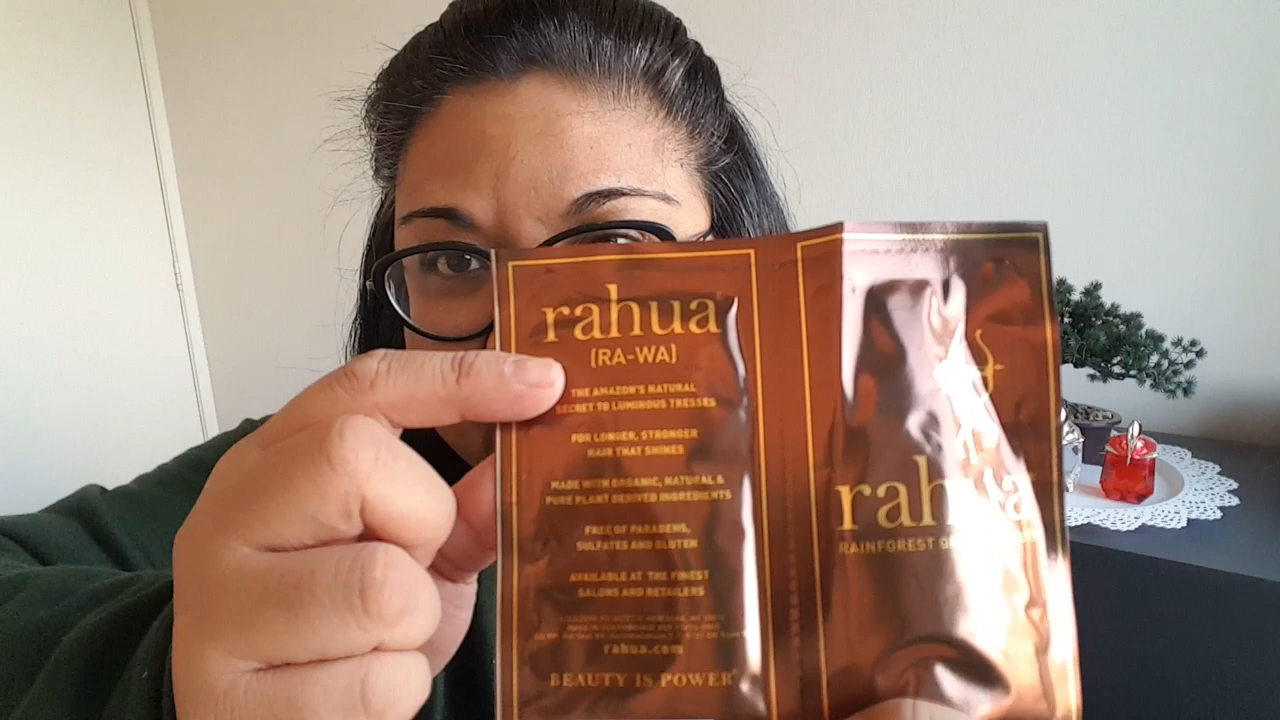 rahua
(RA-WA)
THE AMAZON'S NATURAL
SECRET TO LUMINOUS TRESSES
FOR LONGER, STRONGER
HAIR THAT SHINES
MADE WITH ORGANIC, NATURAL &
PURE PLANT DERIVED INGREDIENTS
FREE OF PARABENS,
SULFATES AND GLUTEN
AVAILABLE AT THE FINEST
SALONS AND RETAILERS
rahua.com
BEAUTY IS POWER
rahua
RAINFOREST